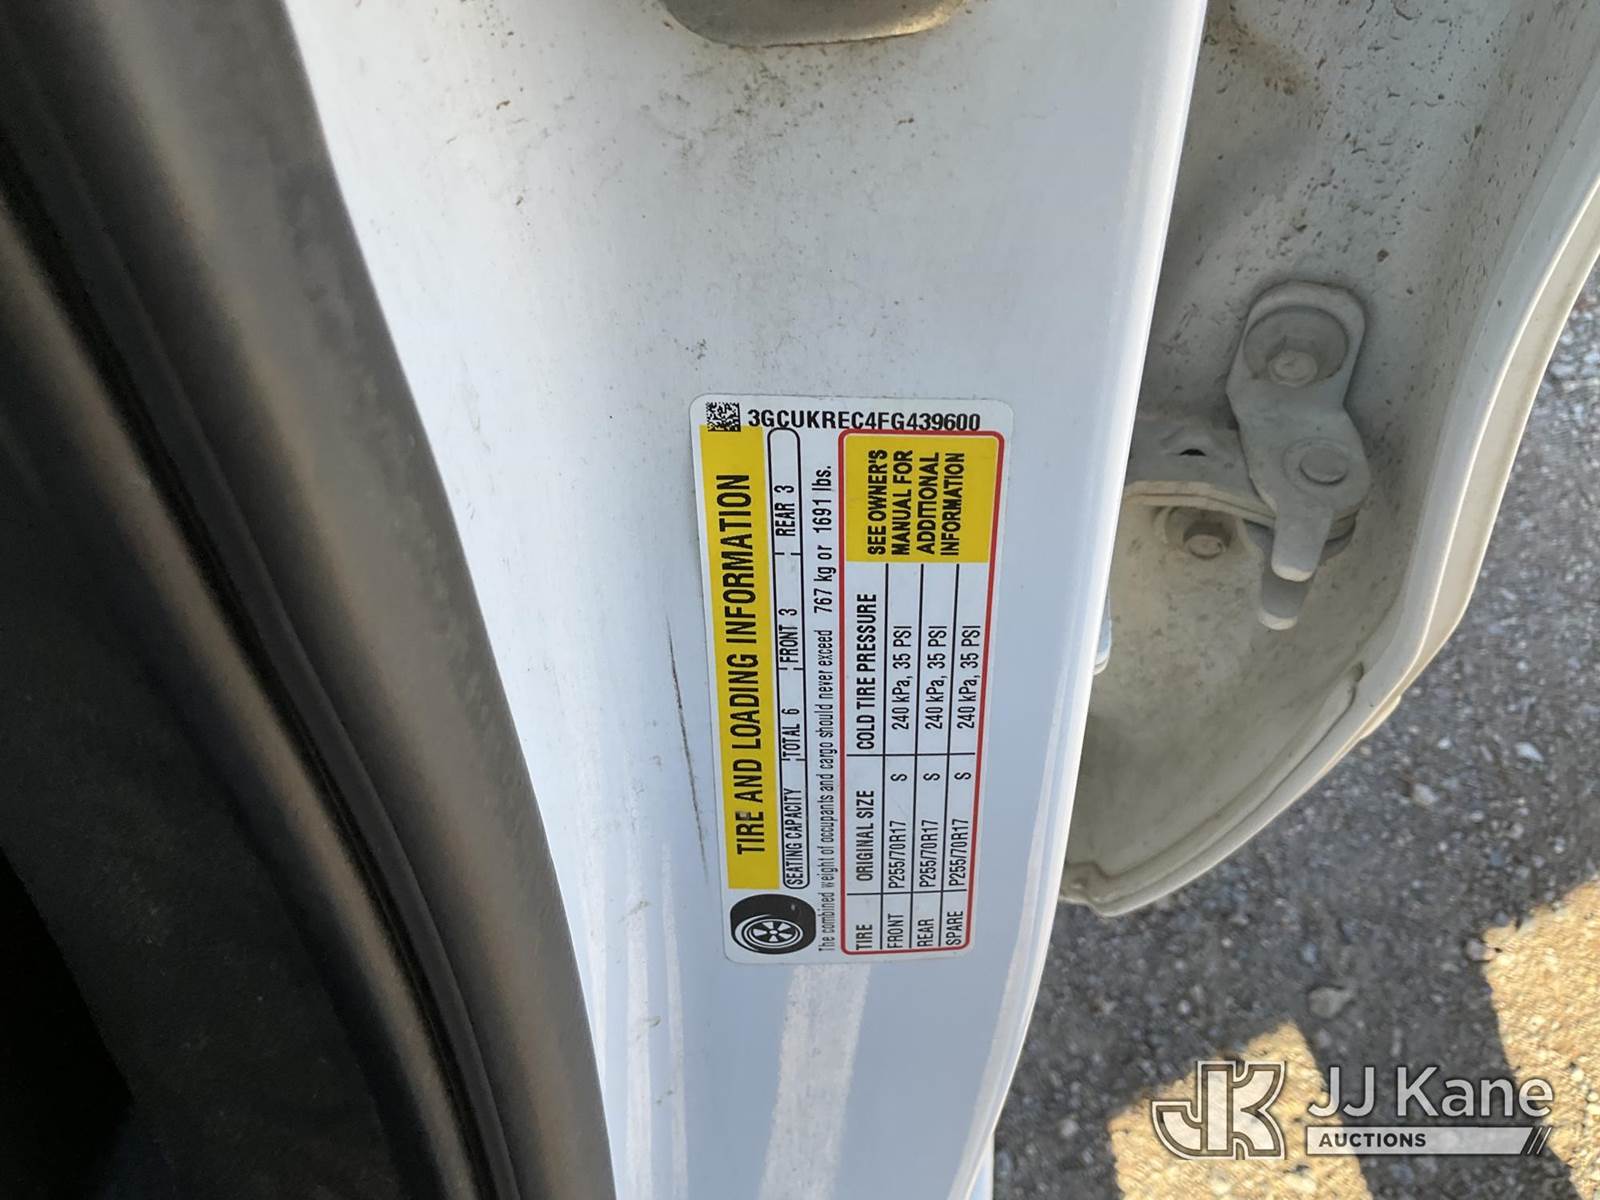 3GCUKREC4FG439600
TIRE AND LOADING INFORMATION
SEATING CAPACITY TOTAL 6 FRONT 3 REAR 3
The combined weight of occupants and cargo should never exceed 767 kg or 1691 lbs.
TIRE ORIGINAL SIZE COLD TIRE PRESSURE
FRONT P255/70R17 S 240 kPa, 35 PSI
REAR P255/70R17 S 240 kPa, 35 PSI
SPARE P255/70R17 S 240 kPa, 35 PSI
SEE OWNER'S
MANUAL FOR
ADDITIONAL
INFORMATION
JK JJ Kane
AUCTIONS